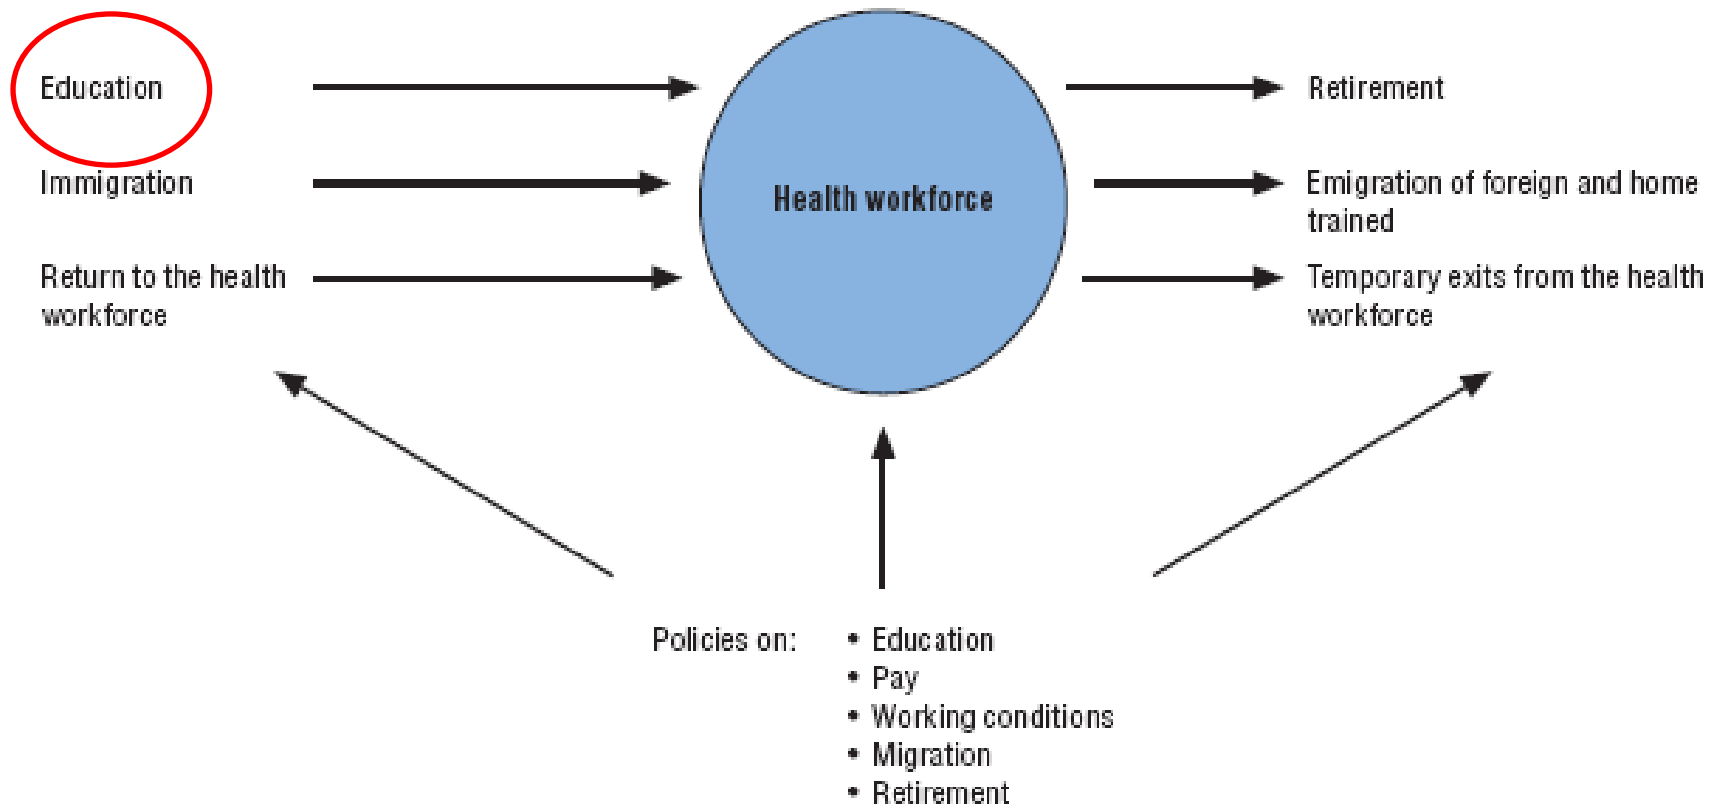 Education
Immigration
Return to the health
workforce
Health workforce
Retirement
Emigration of foreign and home
trained
Temporary exits from the health
workforce
Policies on:
• Education
• Pay
• Working conditions
• Migration
• Retirement